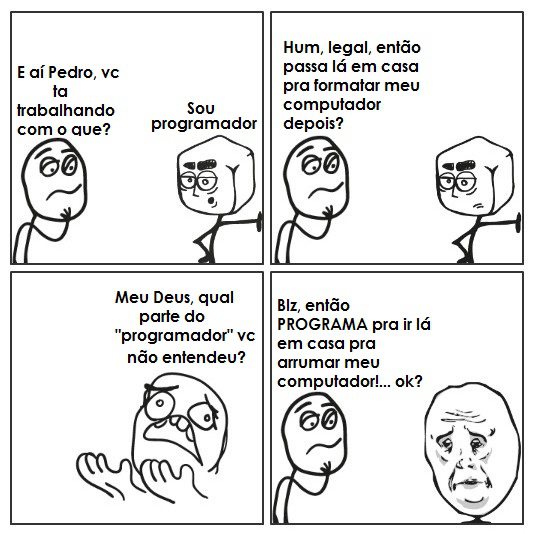 E aí Pedro, vc
ta
trabalhando
com o que?
Sou
programador
Hum, legal, então
passa lá em casa
pra formatar meu
computador
depois?
Meu Deus, qual
parte do
"programador" vc
não entendeu?
Blz, então
PROGRAMA pra ir lá
em casa pra
arrumar meu
computador!... ok?